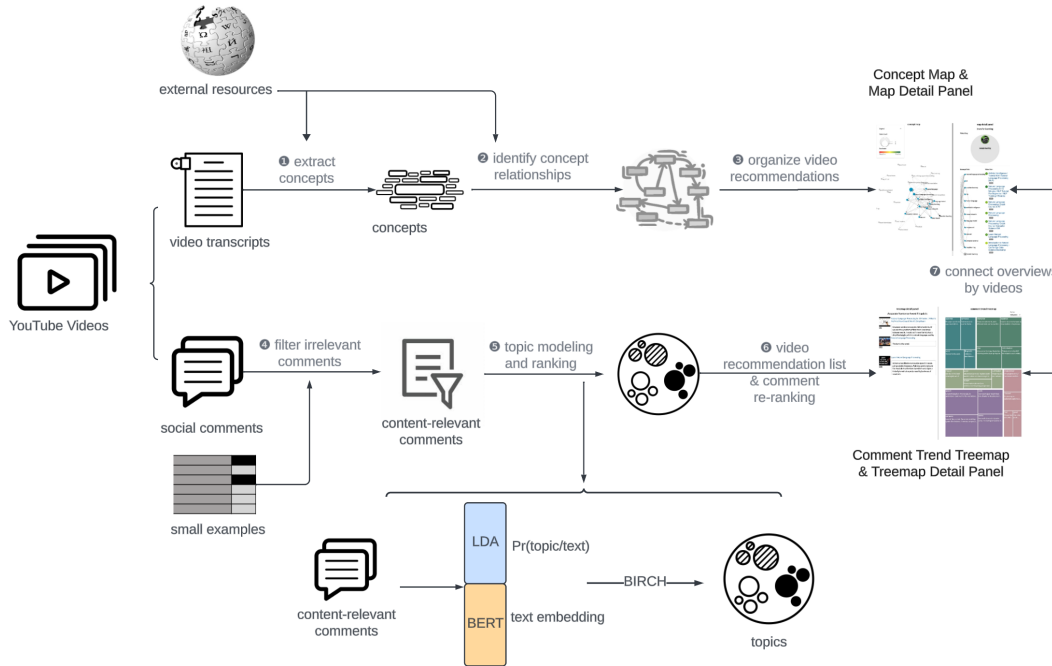 external resources
Concept Map &
Map Detail Panel
❶ extract
concepts
❷ identify concept
relationships
❸ organize video
recommendations
video transcripts
concepts
❼ connect overviews
by videos
YouTube Videos
❹ filter irrelevant
comments
❺ topic modeling
and ranking
❻ video
recommendation list
& comment
re-ranking
social comments
content-relevant
comments
Comment Trend Treemap
& Treemap Detail Panel
small examples
LDA
Pr(topic/text)
BIRCH
BERT
text embedding
content-relevant
comments
topics